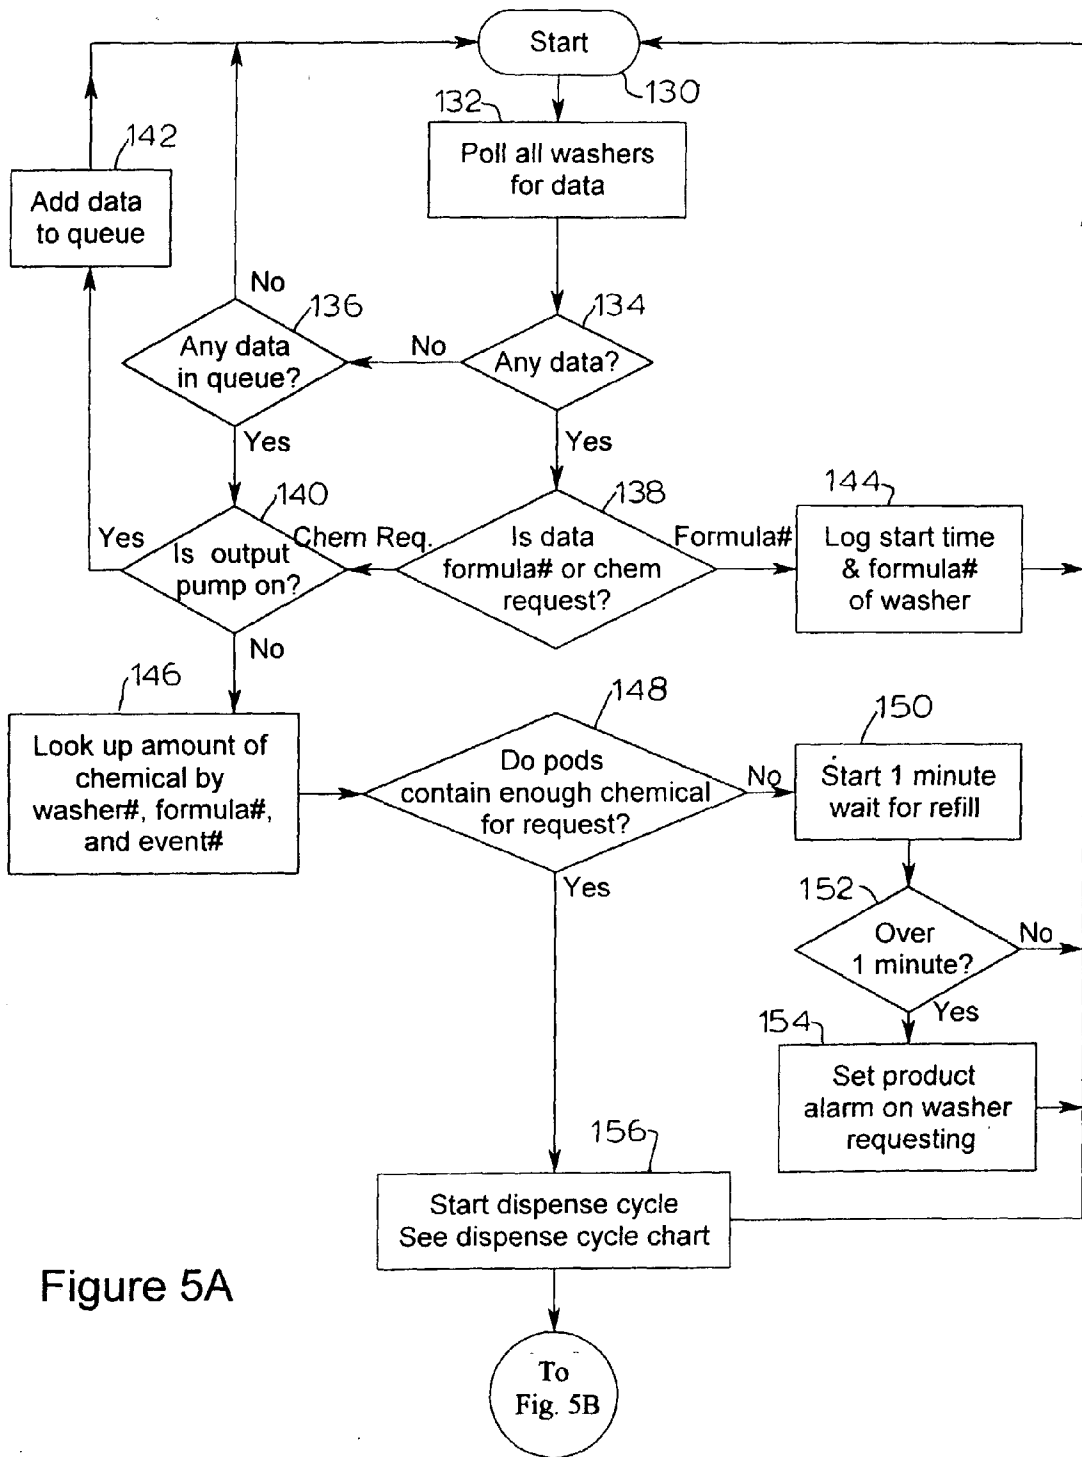 Start
130
132
Poll all washers
for data
142
Add data
to queue
No
136
Any data
in queue?
No
134
Any data?
Yes
Yes
140
Yes
Is output
pump on?
Chem Req.
138
Is data
formula# or chem
request?
Formula#
144
Log start time
& formula#
of washer
No
146
Look up amount of
chemical by
washer#, formula#,
and event#
148
Do pods
contain enough chemical
for request?
No
150
Start 1 minute
wait for refill
Yes
152
Over
1 minute?
No
Yes
154
Set product
alarm on washer
requesting
156
Start dispense cycle
See dispense cycle chart
Figure 5A
To
Fig. 5B